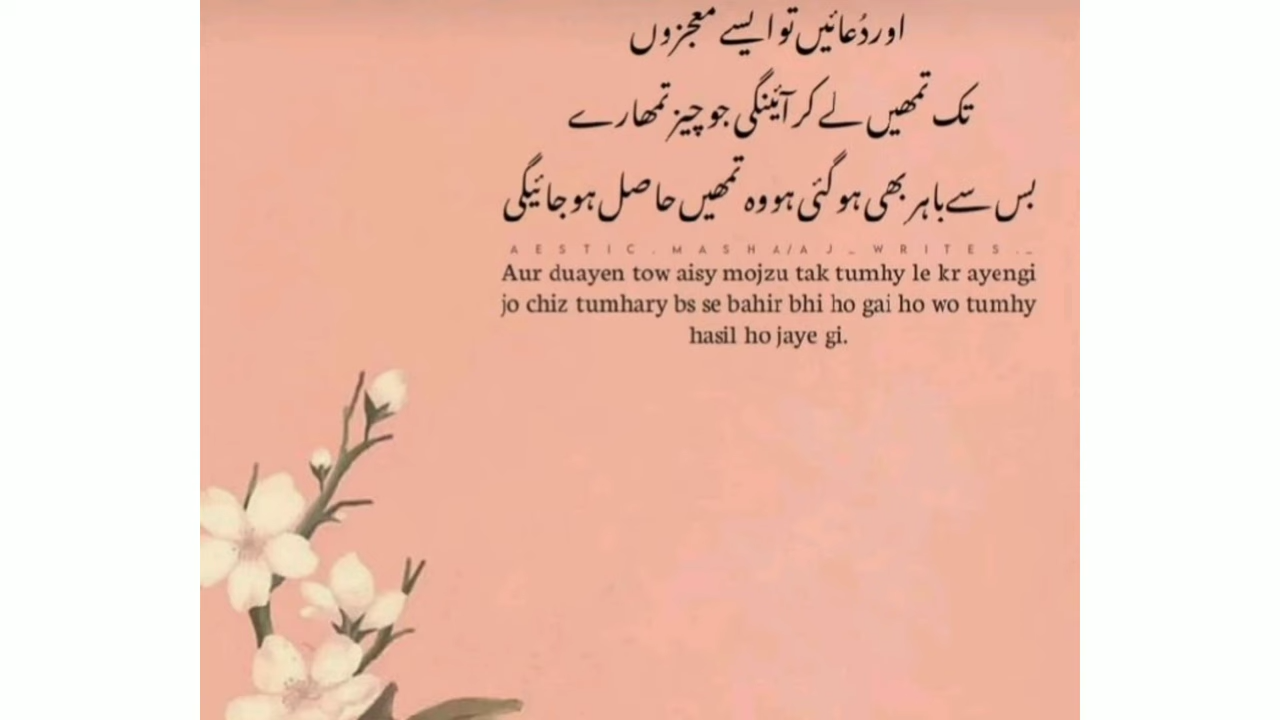 اور دُعائیں تو ایسے معجزوں
تک تمھیں لے کر آئینگی جو چیز تمھارے
بس سے باہر بھی ہو گئی ہو وہ تمھیں حاصل ہو جائیگی
AESTIC.MASHA/AJ_WRITES._
Aur duayen tow aisy mojzu tak tumhy le kr ayengi
jo chiz tumhary bs se bahir bhi ho gai ho wo tumhy
hasil ho jaye gi.